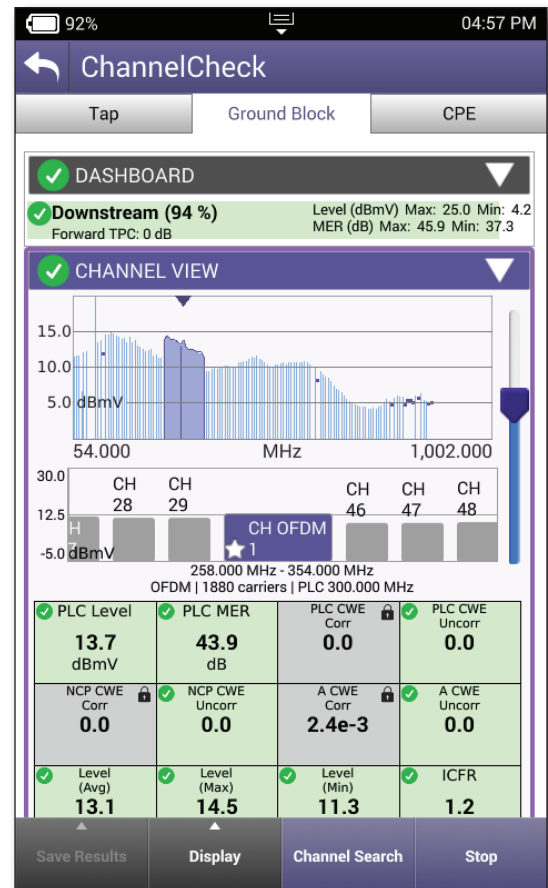 92%
04:57 PM
ChannelCheck
Tap
Ground Block
CPE
DASHBOARD
Downstream (94 %)
Forward TPC: 0 dB
Level (dBmV) Max: 25.0 Min: 4.2
MER (dB) Max: 45.9 Min: 37.3
CHANNEL VIEW
15.0
10.0
5.0 dBmV
54.000 MHz 1,002.000
30.0
12.5
-5.0 dBmV
CH
28
CH
29
CH OFDM
1
CH
46
CH
47
CH
48
258.000 MHz - 354.000 MHz
OFDM | 1880 carriers | PLC 300.000 MHz
PLC Level
13.7
dBmV
PLC MER
43.9
dB
PLC CWE
Corr
0.0
PLC CWE
Uncorr
0.0
NCP CWE
Corr
0.0
NCP CWE
Uncorr
0.0
A CWE
Corr
2.4e-3
A CWE
Uncorr
0.0
Level
(Avg)
13.1
Level
(Max)
14.5
Level
(Min)
11.3
ICFR
1.2
Save Results
Display
Channel Search
Stop